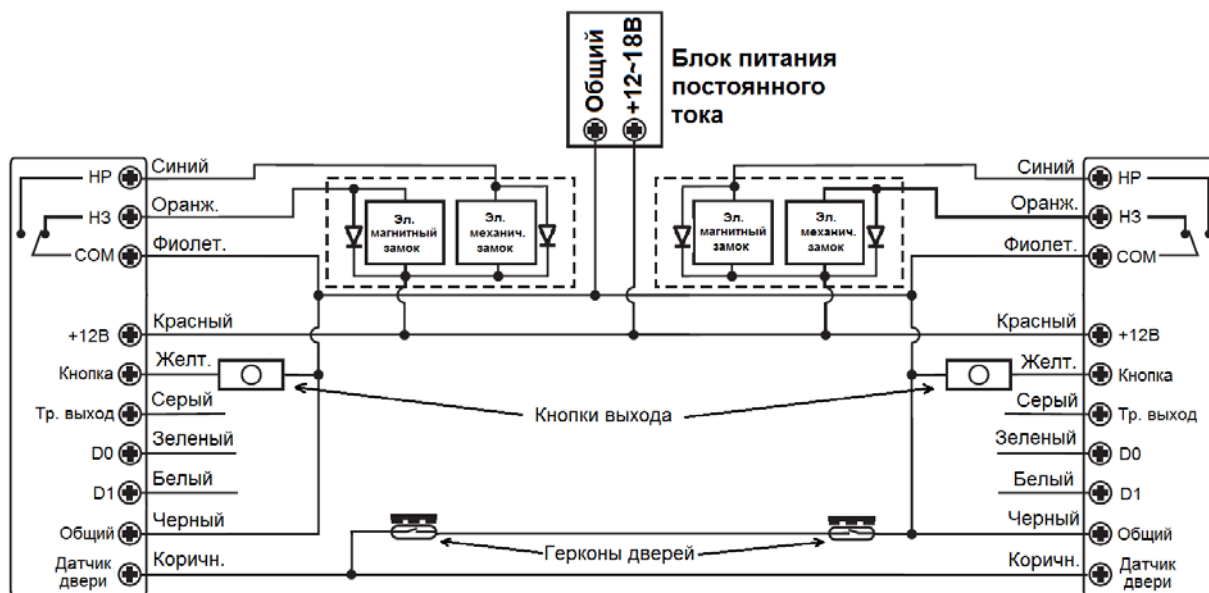 Общий
+12~18В
Блок питания
постоянного
тока
НР
Синий
НЗ
Оранж.
COM
Фиолет.
Эл.
магнитный
замок
Эл.
механич.
замок
Эл.
магнитный
замок
Эл.
механич.
замок
Синий
НР
Оранж.
НЗ
Фиолет.
COM
+12В
Красный
Красный
+12В
Кнопка
Желт.
Желт.
Кнопка
Тр. выход
Серый
Кнопки выхода
Серый
Тр. выход
D0
Зеленый
Зеленый
D0
D1
Белый
Белый
D1
Общий
Черный
Черный
Общий
Герконы дверей
Датчик
двери
Коричн.
Коричн.
Датчик
двери